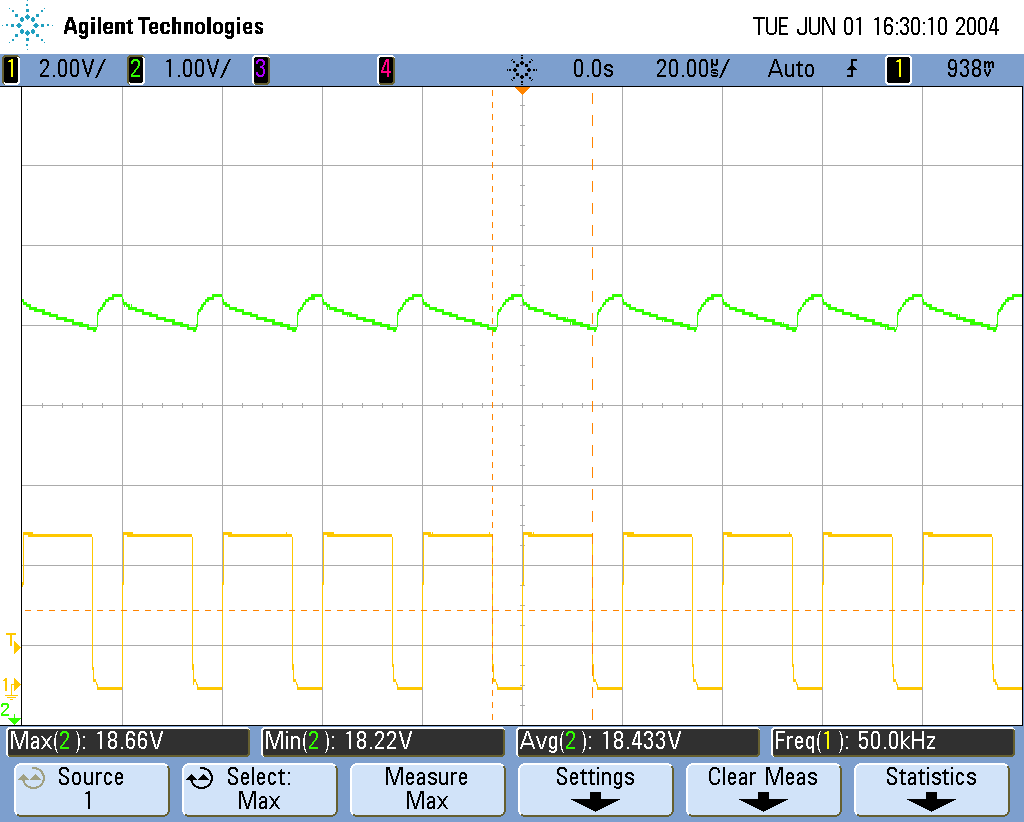 Agilent Technologies TUE JUN 01 16:30:10 2004
1 2.00V/ 2 1.00V/ 3 4 0.0s 20.00µs/ Auto 1 938mV
T
1
2
Max(2): 18.66V Min(2): 18.22V Avg(2): 18.433V Freq(1): 50.0kHz
Source Select: Measure Settings Clear Meas Statistics
1 Max Max